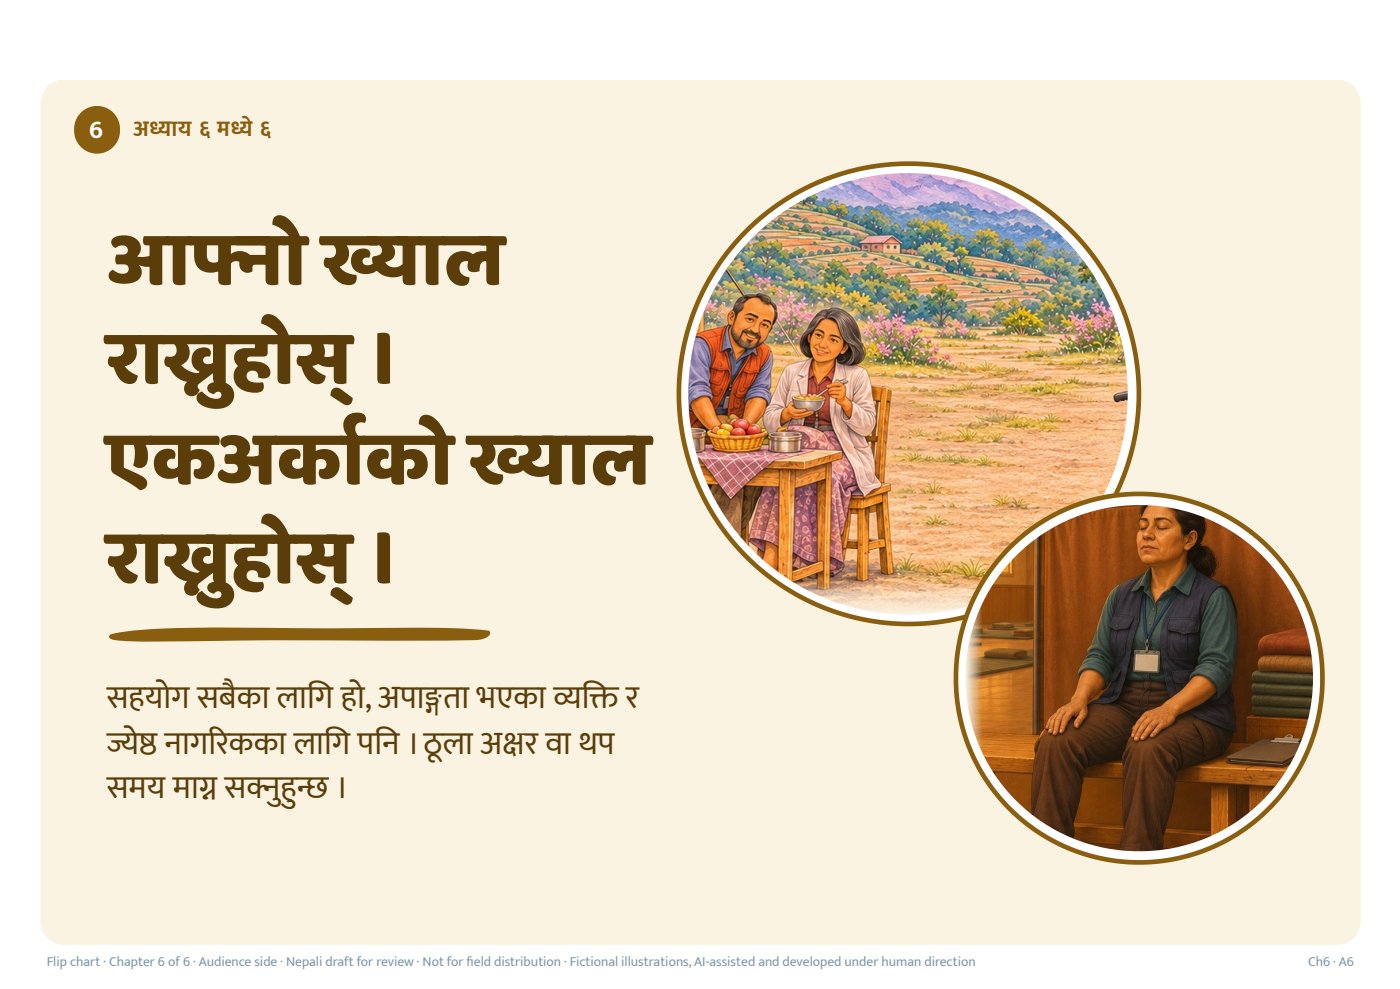 6 अध्याय ६ मध्ये ६
आफ्नो ख्याल
राख्नुहोस् ।
एकअर्काको ख्याल
राख्नुहोस् ।
सहयोग सबैका लागि हो, अपाङ्गता भएका व्यक्ति र
ज्येष्ठ नागरिकका लागि पनि । ठूला अक्षर वा थप
समय माग्न सक्नुहुन्छ ।
Flip chart · Chapter 6 of 6 · Audience side · Nepali draft for review · Not for field distribution · Fictional illustrations, AI-assisted and developed under human direction
Ch6 · A6